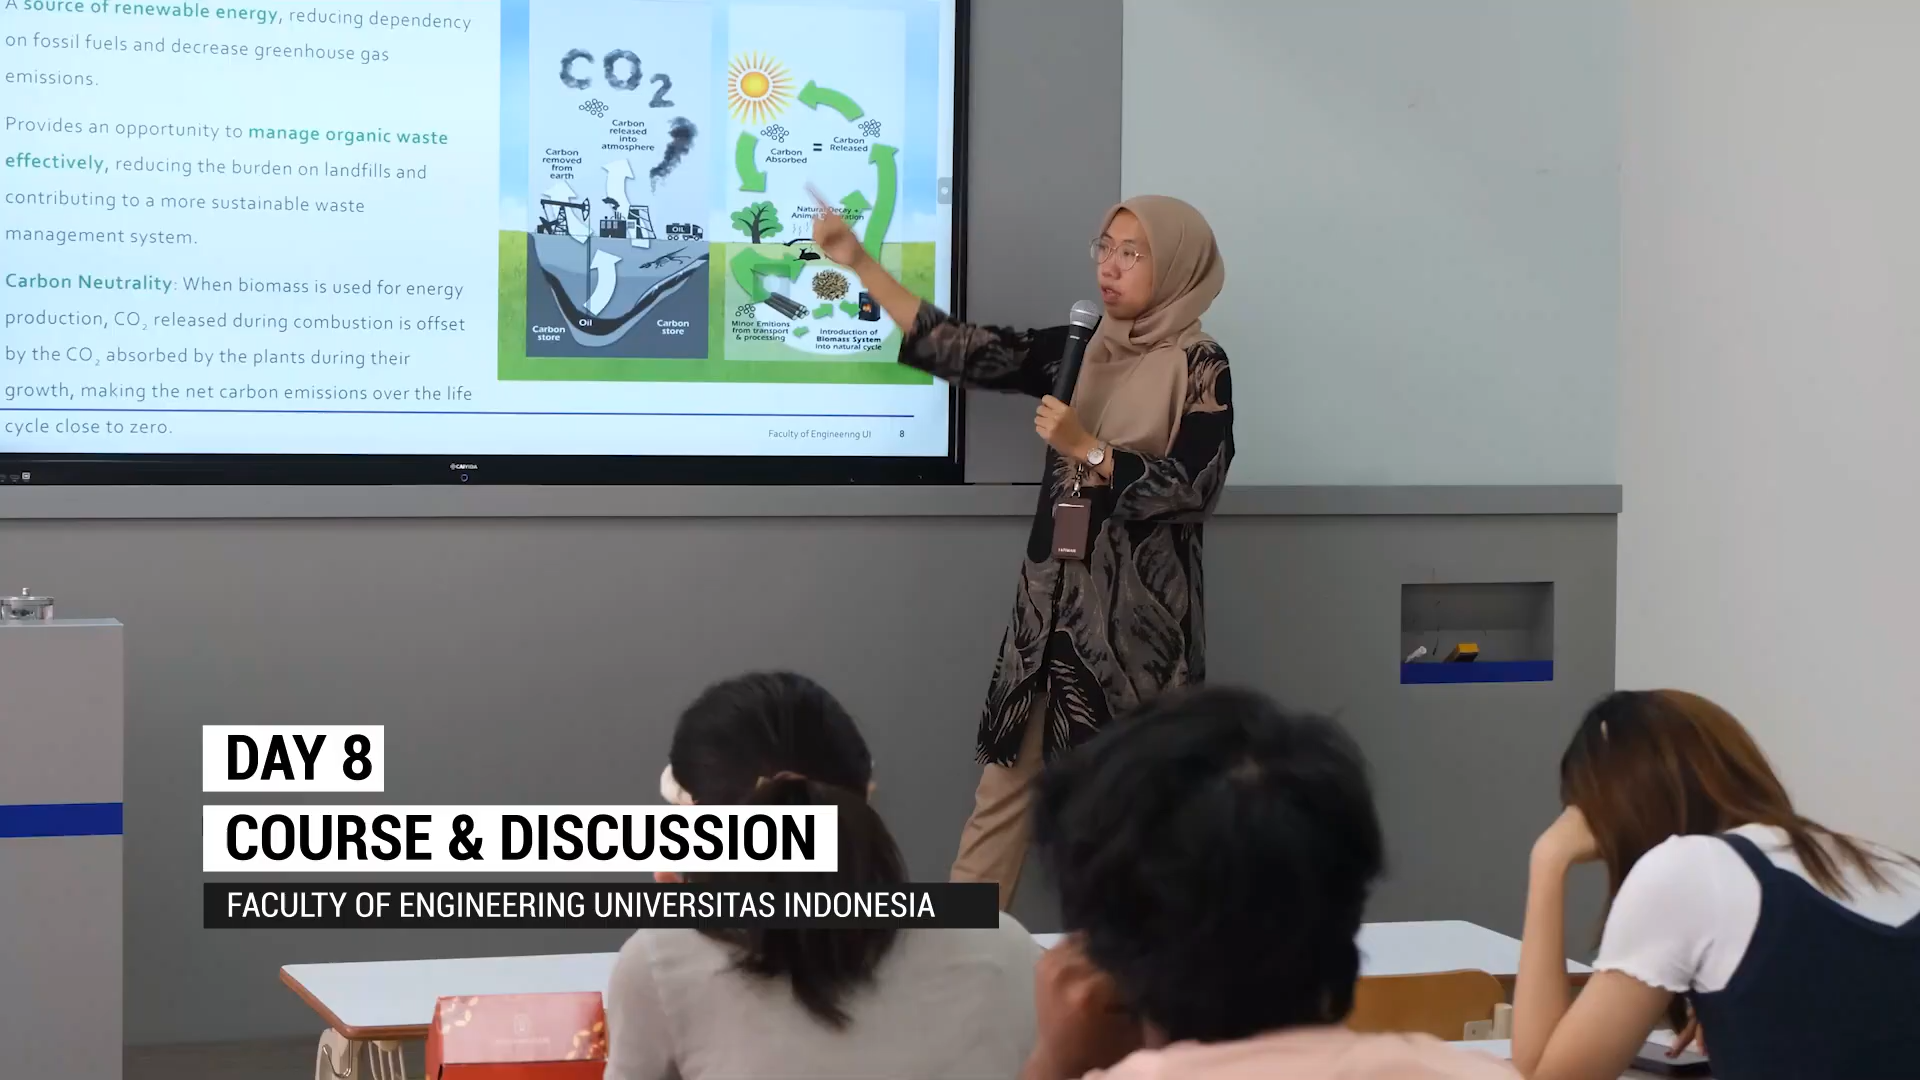 A source of renewable energy, reducing dependency
on fossil fuels and decrease greenhouse gas
emissions.
Provides an opportunity to manage organic waste
effectively, reducing the burden on landfills and
contributing to a more sustainable waste
management system.
Carbon Neutrality: When biomass is used for energy
production, CO₂ released during combustion is offset
by the CO₂ absorbed by the plants during their
growth, making the net carbon emissions over the life
cycle close to zero.
CO₂
Carbon
released
into
atmosphere
Carbon
removed
from
earth
OIL
Oil
Carbon
store
Carbon
store
Carbon
Absorbed
=
Carbon
Released
Natural Decay +
Minor Emitions
from transport
& processing
Introduction of
Biomass System
into natural cycle
Faculty of Engineering UI 8
DAY 8
COURSE & DISCUSSION
FACULTY OF ENGINEERING UNIVERSITAS INDONESIA